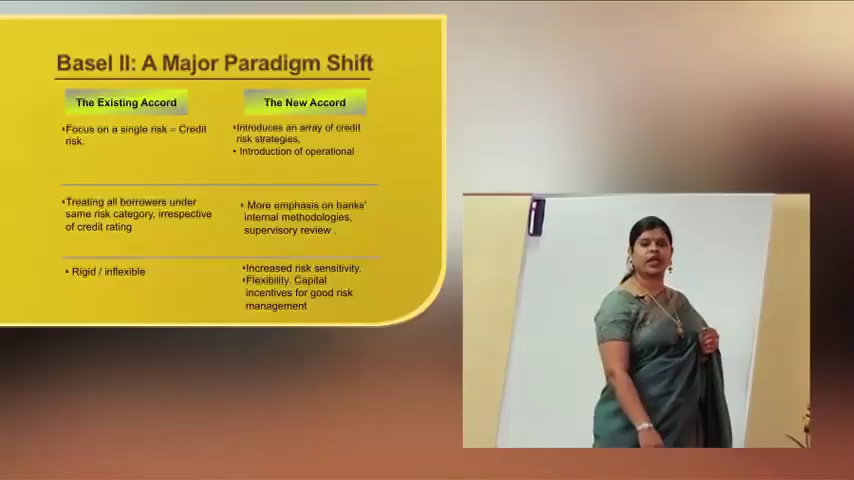 Basel II: A Major Paradigm Shift
The Existing Accord
The New Accord
•Focus on a single risk = Credit
risk.
•Introduces an array of credit
risk strategies,
• Introduction of operational
•Treating all borrowers under
same risk category, irrespective
of credit rating
• More emphasis on banks'
internal methodologies,
supervisory review .
• Rigid / inflexible
•Increased risk sensitivity.
•Flexibility. Capital
incentives for good risk
management